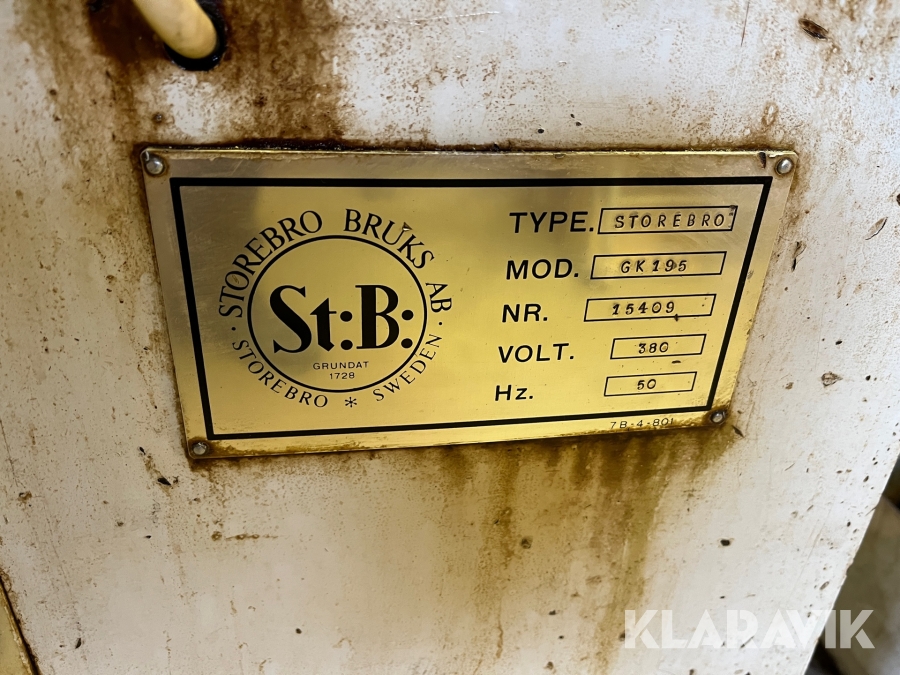 STOREBRO BRUKS AB.
· STOREBRO * SWEDEN ·
St:B:
GRUNDAT
1728
TYPE. STOREBRO
MOD. GK195
NR. 15409
VOLT. 380
Hz. 50
7B-4-801
KLARAVIK